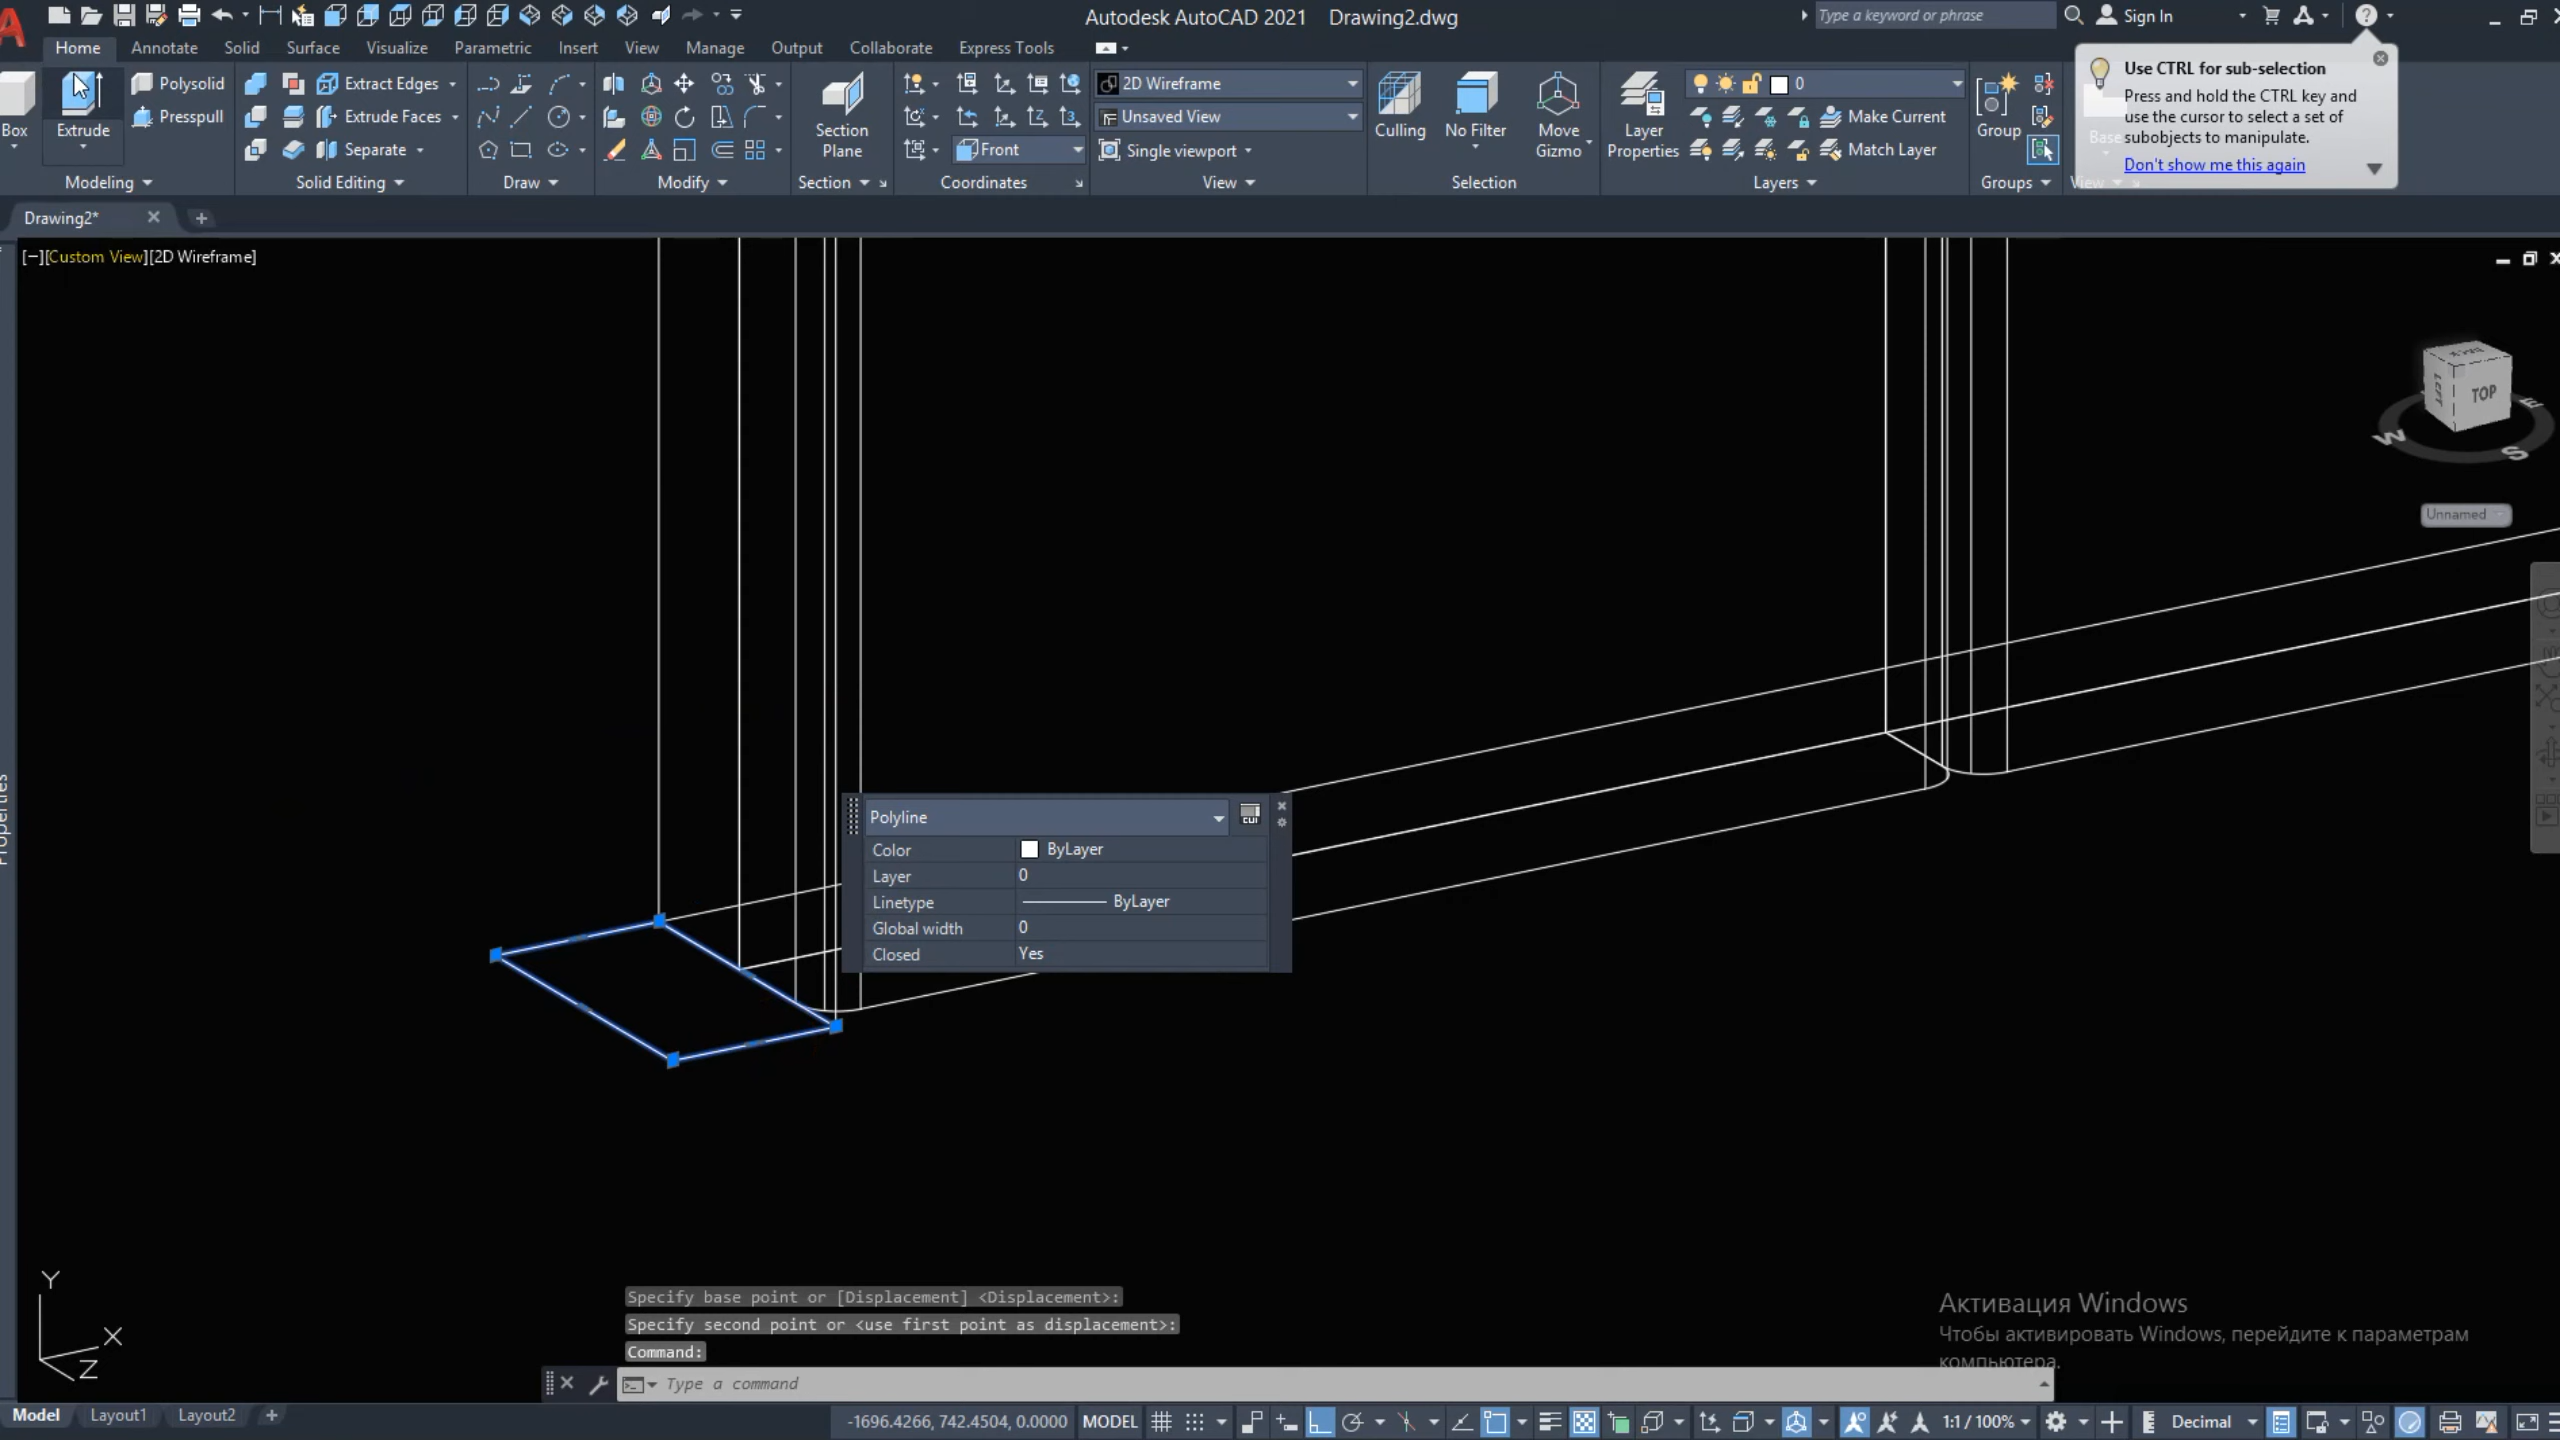 Autodesk AutoCAD 2021 Drawing2.dwg
Type a keyword or phrase
Sign In
Home Annotate Solid Surface Visualize Parametric Insert View Manage Output Collaborate Express Tools
Box
Extrude
Polysolid
Presspull
Modeling
Extract Edges
Extrude Faces
Separate
Solid Editing
Draw
Modify
Section
Plane
Section
Front
Coordinates
2D Wireframe
Unsaved View
Single viewport
View
Culling
No Filter
Move
Gizmo
Selection
Layer
Properties
0
Make Current
Match Layer
Layers
Group
Groups
Base
View
Use CTRL for sub-selection
Press and hold the CTRL key and
use the cursor to select a set of
subobjects to manipulate.
Don't show me this again
Drawing2*
[−][Custom View][2D Wireframe]
Properties
BACK
LEFT
TOP
W
S
E
Unnamed
Polyline
CUI
Color ByLayer
Layer 0
Linetype ByLayer
Global width 0
Closed Yes
Y
X
Z
Specify base point or [Displacement] <Displacement>:
Specify second point or <use first point as displacement>:
Command:
Type a command
Активация Windows
Чтобы активировать Windows, перейдите к параметрам
компьютера.
Model Layout1 Layout2
-1696.4266, 742.4504, 0.0000 MODEL 1:1 / 100% Decimal